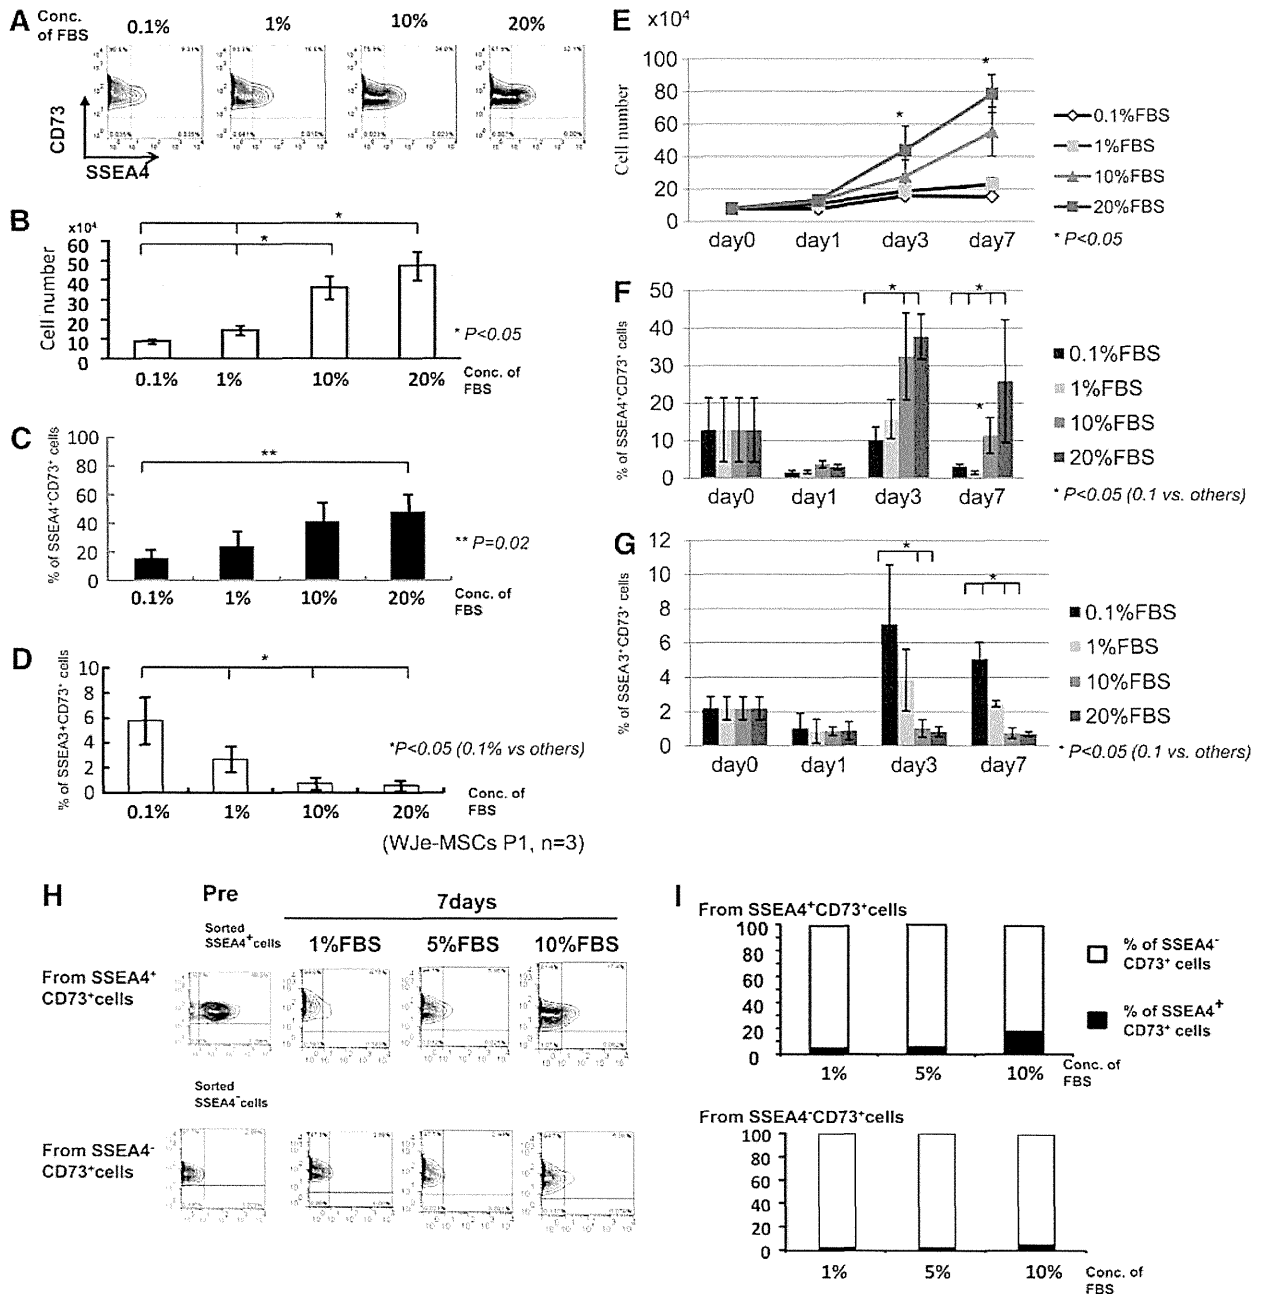 A Conc. of FBS 0.1% 1% 10% 20%
CD73
SSEA4
B x10⁴
Cell number
60
50
40
30
20
10
0
*
*
* P<0.05
0.1% 1% 10% 20% Conc. of FBS
C
% of SSEA4⁺CD73⁺ cells
100
80
60
40
20
0
**
** P=0.02
0.1% 1% 10% 20% Conc. of FBS
D
% of SSEA3+CD73⁺ cells
10
8
6
4
2
0
*
*P<0.05 (0.1% vs others)
0.1% 1% 10% 20% Conc. of FBS
(WJe-MSCs P1, n=3)
E x10⁴
Cell number
100
80
60
40
20
0
*
*
day0 day1 day3 day7
0.1%FBS
1%FBS
10%FBS
20%FBS
* P<0.05
F
% of SSEA4⁺CD73⁺ cells
50
40
30
20
10
0
*
*
*
day0 day1 day3 day7
0.1%FBS
1%FBS
10%FBS
20%FBS
* P<0.05 (0.1 vs. others)
G
% of SSEA3⁺CD73⁺ cells
12
10
8
6
4
2
0
*
*
day0 day1 day3 day7
0.1%FBS
1%FBS
10%FBS
20%FBS
* P<0.05 (0.1 vs. others)
H Pre 7days
Sorted
SSEA4⁺cells
1%FBS 5%FBS 10%FBS
From SSEA4⁺
CD73⁺cells
Sorted
SSEA4⁻cells
From SSEA4⁻
CD73⁺cells
I
From SSEA4⁺CD73⁺cells
100
80
60
40
20
0
1% 5% 10% Conc. of FBS
% of SSEA4⁻
CD73⁺ cells
% of SSEA4⁺
CD73⁺ cells
From SSEA4⁻CD73⁺cells
100
80
60
40
20
0
1% 5% 10% Conc. of FBS